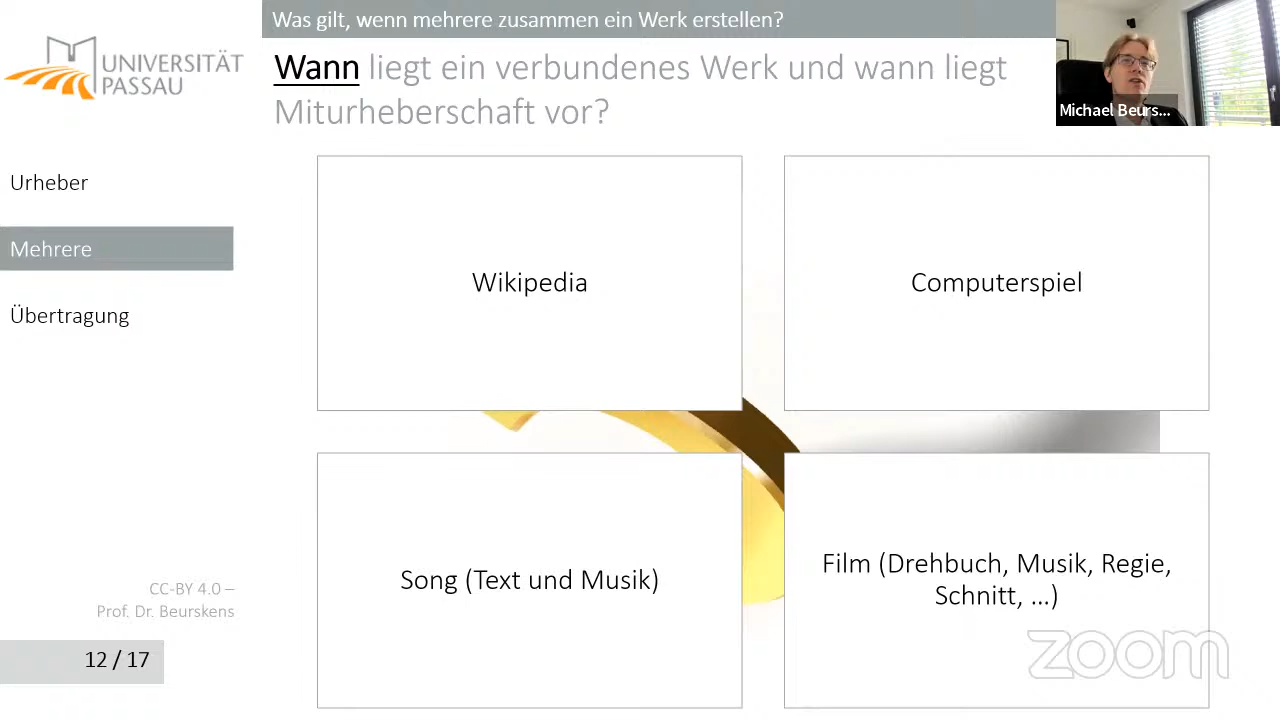 Was gilt, wenn mehrere zusammen ein Werk erstellen?
UNIVERSITÄT
PASSAU
Wann liegt ein verbundenes Werk und wann liegt
Miturheberschaft vor?
Michael Beurs...
Urheber
Mehrere
Übertragung
Wikipedia
Computerspiel
Song (Text und Musik)
Film (Drehbuch, Musik, Regie,
Schnitt, ...)
CC-BY 4.0 –
Prof. Dr. Beurskens
12 / 17
zoom